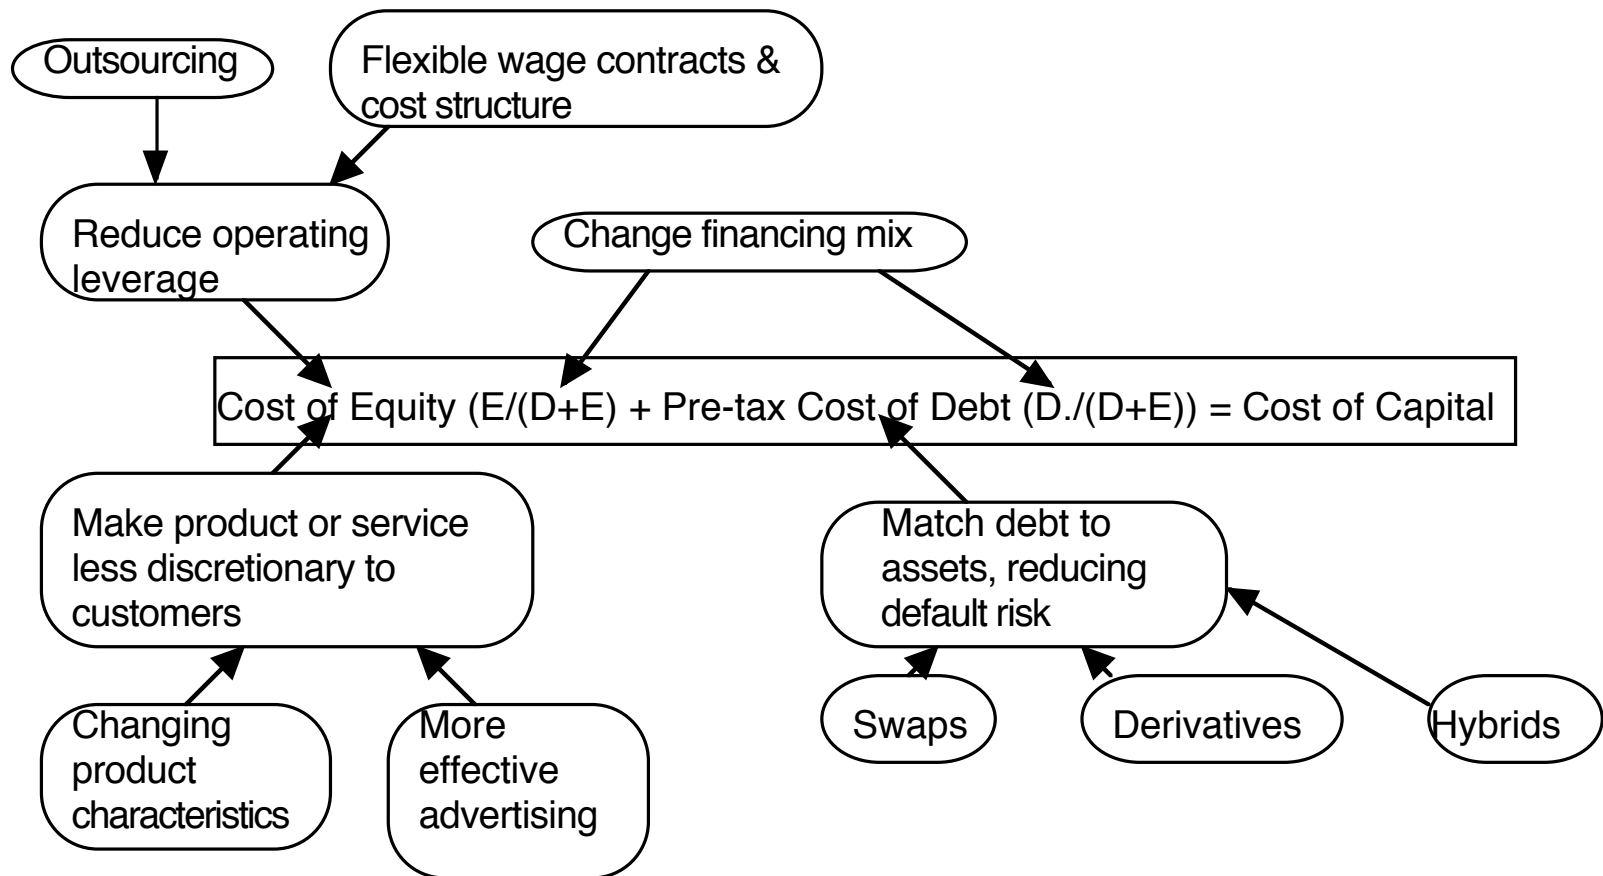 Outsourcing
Flexible wage contracts &
cost structure
Reduce operating
leverage
Change financing mix
Cost of Equity (E/(D+E) + Pre-tax Cost of Debt (D./(D+E)) = Cost of Capital
Make product or service
less discretionary to
customers
Match debt to
assets, reducing
default risk
Changing
product
characteristics
More
effective
advertising
Swaps
Derivatives
Hybrids